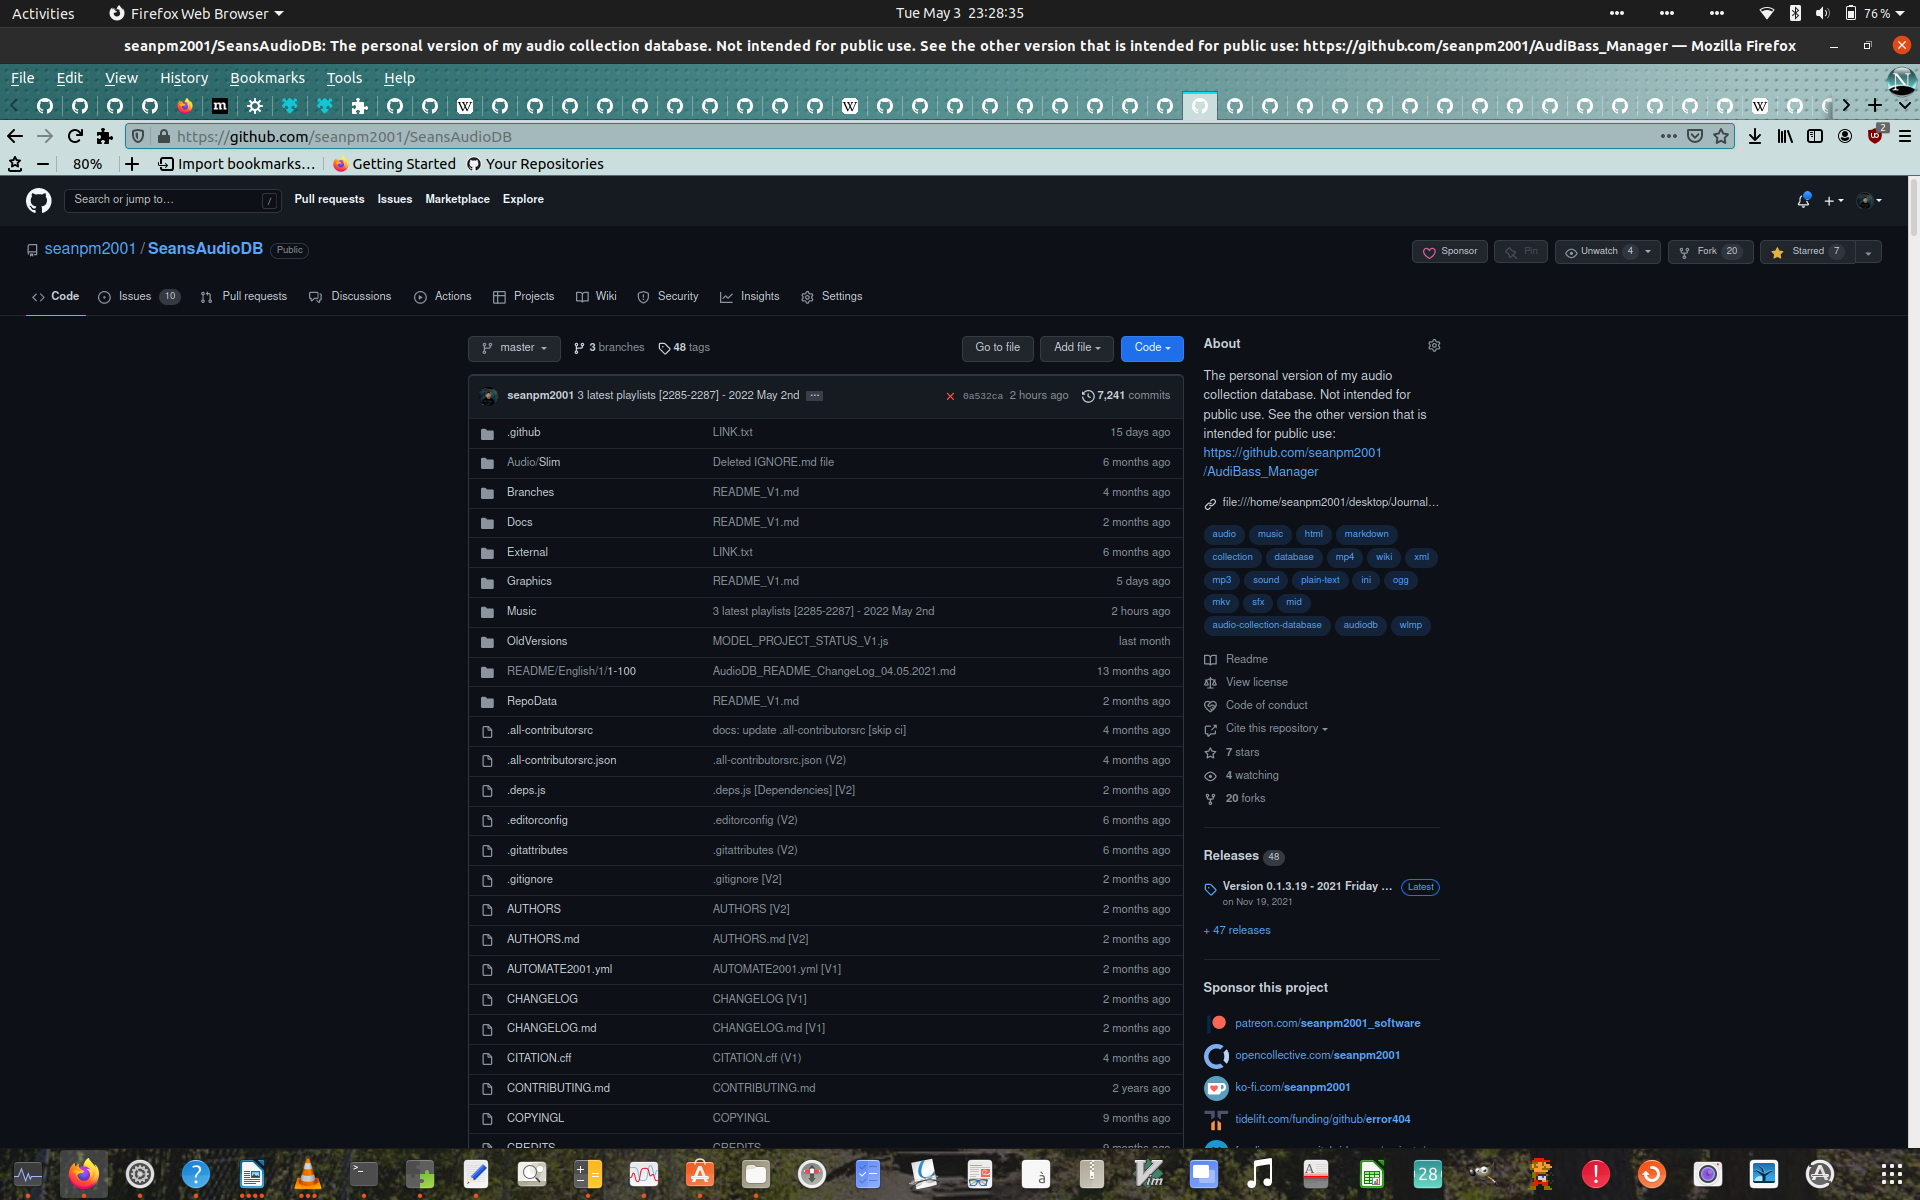 Activities
Firefox Web Browser
Tue May 3 23:28:35
76 %
seanpm2001/SeansAudioDB: The personal version of my audio collection database. Not intended for public use. See the other version that is intended for public use: https://github.com/seanpm2001/AudiBass_Manager — Mozilla Firefox
File Edit View History Bookmarks Tools Help
https://github.com/seanpm2001/SeansAudioDB
2
80%
Import bookmarks…
Getting Started
Your Repositories
Search or jump to…
/
Pull requests Issues Marketplace Explore
seanpm2001 / SeansAudioDB Public
Sponsor
Pin
Unwatch 4
Fork 20
Starred 7
Code
Issues 10
Pull requests
Discussions
Actions
Projects
Wiki
Security
Insights
Settings
master
3 branches
48 tags
Go to file
Add file
Code
seanpm2001 3 latest playlists [2285-2287] - 2022 May 2nd ... 0a532ca 2 hours ago 7,241 commits
.github LINK.txt 15 days ago
Audio/Slim Deleted IGNORE.md file 6 months ago
Branches README_V1.md 4 months ago
Docs README_V1.md 2 months ago
External LINK.txt 6 months ago
Graphics README_V1.md 5 days ago
Music 3 latest playlists [2285-2287] - 2022 May 2nd 2 hours ago
OldVersions MODEL_PROJECT_STATUS_V1.js last month
README/English/1/1-100 AudioDB_README_ChangeLog_04.05.2021.md 13 months ago
RepoData README_V1.md 2 months ago
.all-contributorsrc docs: update .all-contributorsrc [skip ci] 4 months ago
.all-contributorsrc.json .all-contributorsrc.json (V2) 4 months ago
.deps.js .deps.js [Dependencies] [V2] 2 months ago
.editorconfig .editorconfig (V2) 6 months ago
.gitattributes .gitattributes (V2) 6 months ago
.gitignore .gitignore [V2] 2 months ago
AUTHORS AUTHORS [V2] 2 months ago
AUTHORS.md AUTHORS.md [V2] 2 months ago
AUTOMATE2001.yml AUTOMATE2001.yml [V1] 2 months ago
CHANGELOG CHANGELOG [V1] 2 months ago
CHANGELOG.md CHANGELOG.md [V1] 2 months ago
CITATION.cff CITATION.cff (V1) 4 months ago
CONTRIBUTING.md CONTRIBUTING.md 2 years ago
COPYINGL COPYINGL 9 months ago
CREDITS CREDITS 9 months ago
About
The personal version of my audio
collection database. Not intended for
public use. See the other version that is
intended for public use:
https://github.com/seanpm2001
/AudiBass_Manager
file:///home/seanpm2001/desktop/Journal…
audio music html markdown
collection database mp4 wiki xml
mp3 sound plain-text ini ogg
mkv sfx mid
audio-collection-database audiodb wlmp
Readme
View license
Code of conduct
Cite this repository
7 stars
4 watching
20 forks
Releases 48
Version 0.1.3.19 - 2021 Friday ... Latest
on Nov 19, 2021
+ 47 releases
Sponsor this project
patreon.com/seanpm2001_software
opencollective.com/seanpm2001
ko-fi.com/seanpm2001
tidelift.com/funding/github/error404
28